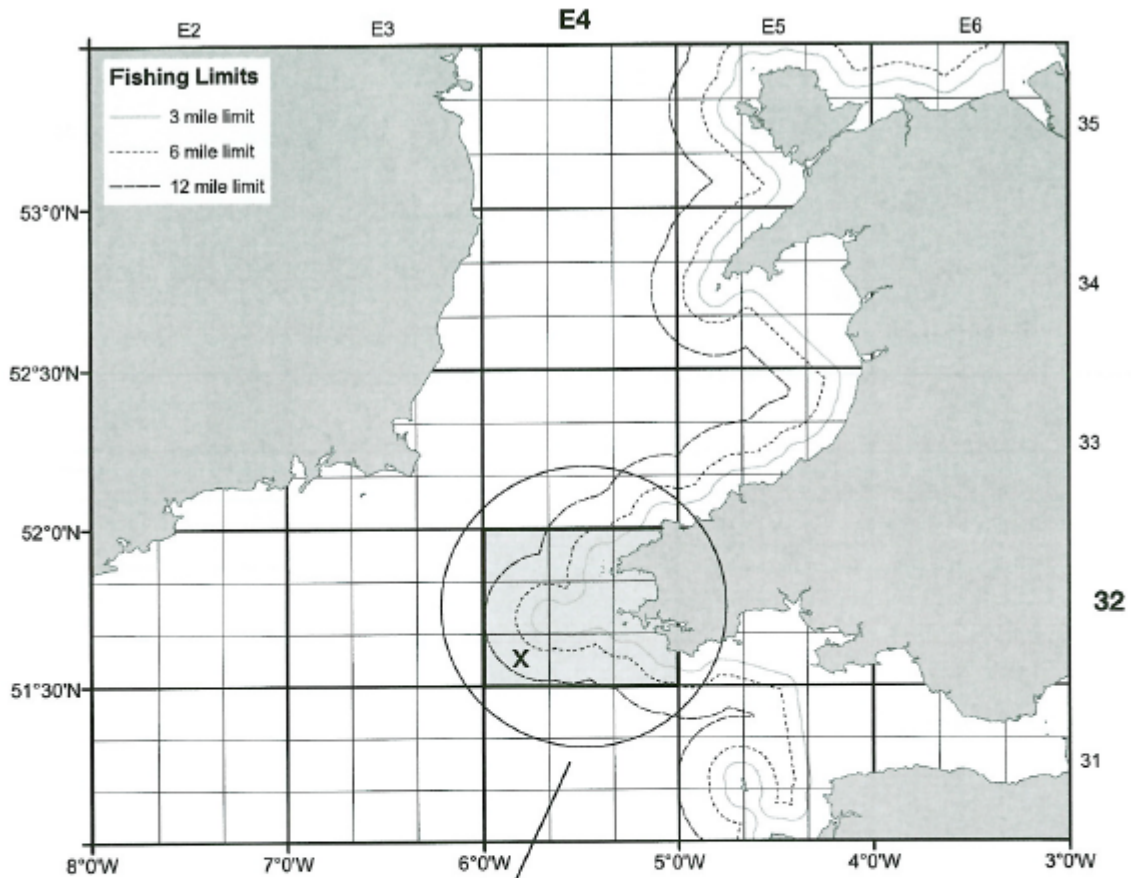 E2 E3 E4 E5 E6
Fishing Limits
3 mile limit
6 mile limit
12 mile limit
35
53°0'N
34
52°30'N
33
52°0'N
32
X
51°30'N
31
8°0'W 7°0'W 6°0'W 5°0'W 4°0'W 3°0'W